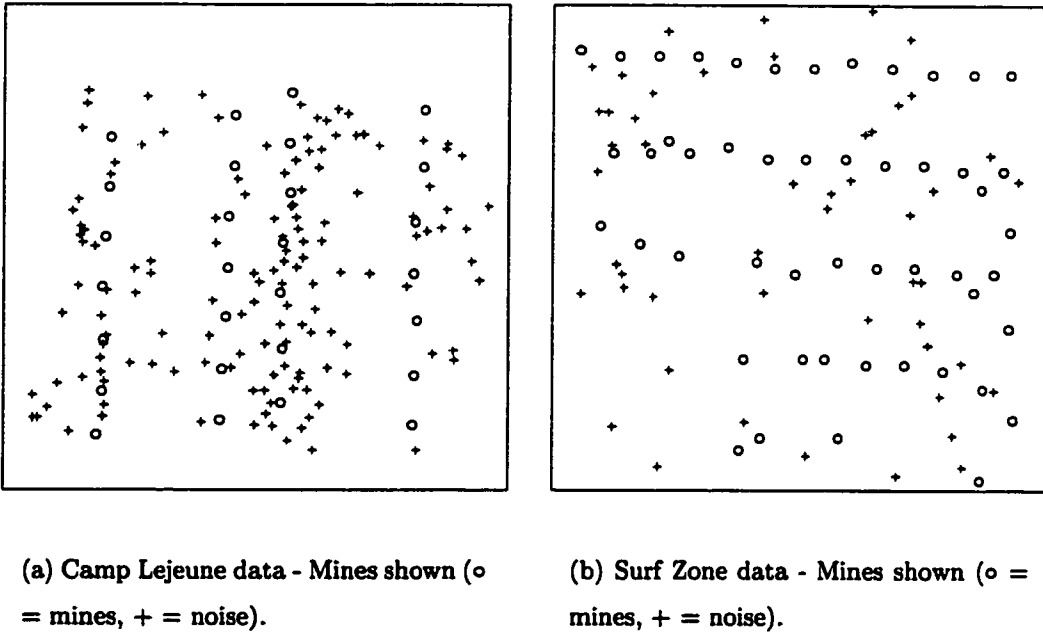 (a) Camp Lejeune data - Mines shown (o
= mines, + = noise).
(b) Surf Zone data - Mines shown (o =
mines, + = noise).